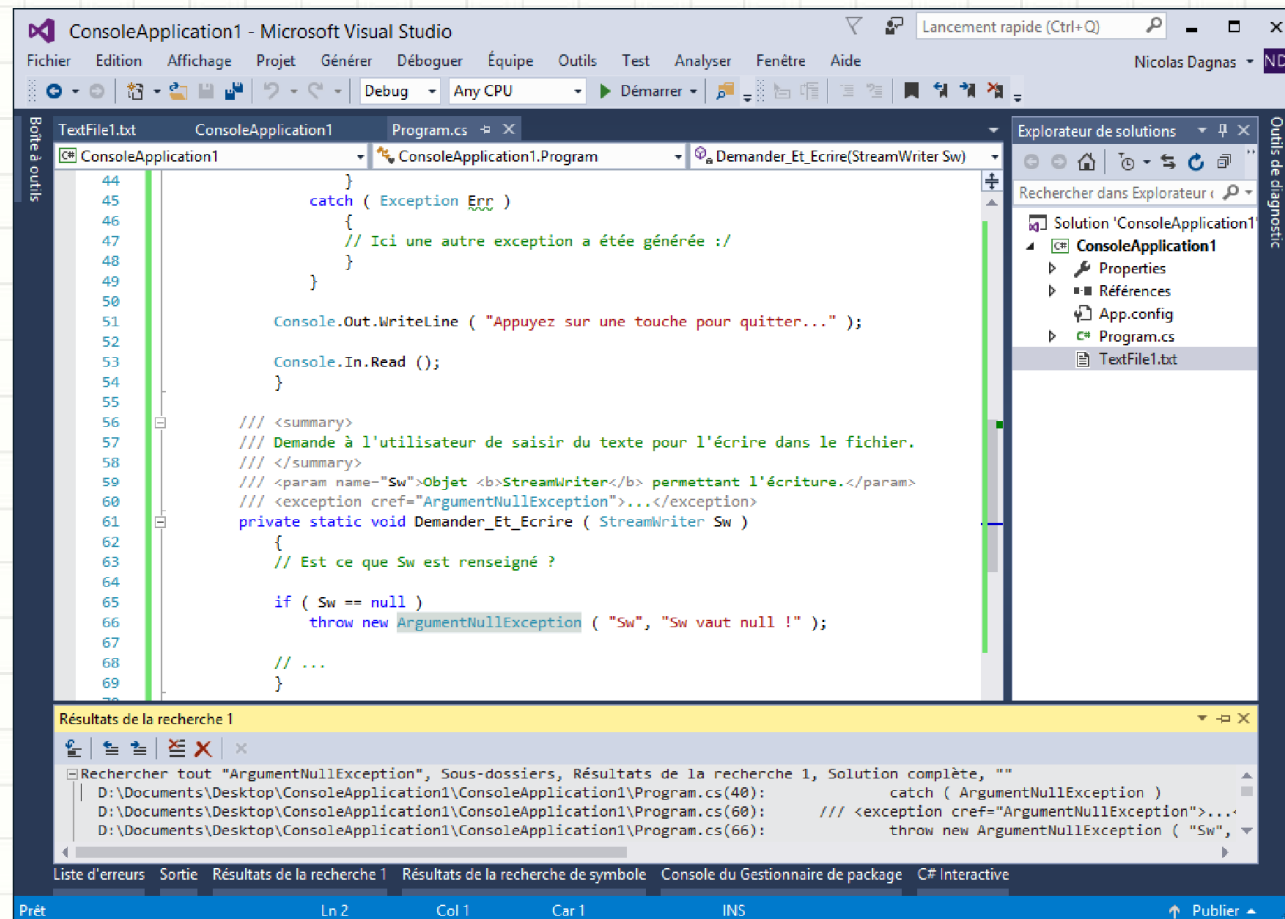 ConsoleApplication1 - Microsoft Visual Studio
Lancement rapide (Ctrl+Q)
Fichier Edition Affichage Projet Générer Déboguer Équipe Outils Test Analyser Fenêtre Aide
Nicolas Dagnas ND
Debug Any CPU Démarrer
Boîte à outils
TextFile1.txt ConsoleApplication1 Program.cs
ConsoleApplication1 ConsoleApplication1.Program Demander_Et_Ecrire(StreamWriter Sw)
44 }
45 catch ( Exception Err )
46 {
47 // Ici une autre exception a étée générée :/
48 }
49 }
50
51 Console.Out.WriteLine ( "Appuyez sur une touche pour quitter..." );
52
53 Console.In.Read ();
54 }
55
56 /// <summary>
57 /// Demande à l'utilisateur de saisir du texte pour l'écrire dans le fichier.
58 /// </summary>
59 /// <param name="Sw">Objet <b>StreamWriter</b> permettant l'écriture.</param>
60 /// <exception cref="ArgumentNullException">...</exception>
61 private static void Demander_Et_Ecrire ( StreamWriter Sw )
62 {
63 // Est ce que Sw est renseigné ?
64
65 if ( Sw == null )
66 throw new ArgumentNullException ( "Sw", "Sw vaut null !" );
67
68 // ...
69 }
Explorateur de solutions
Rechercher dans Explorateur
Solution 'ConsoleApplication1'
C# ConsoleApplication1
Properties
Références
App.config
C# Program.cs
TextFile1.txt
Outils de diagnostic
Résultats de la recherche 1
Rechercher tout "ArgumentNullException", Sous-dossiers, Résultats de la recherche 1, Solution complète, ""
D:\Documents\Desktop\ConsoleApplication1\ConsoleApplication1\Program.cs(40): catch ( ArgumentNullException )
D:\Documents\Desktop\ConsoleApplication1\ConsoleApplication1\Program.cs(60): /// <exception cref="ArgumentNullException">...<
D:\Documents\Desktop\ConsoleApplication1\ConsoleApplication1\Program.cs(66): throw new ArgumentNullException ( "Sw",
Liste d'erreurs Sortie Résultats de la recherche 1 Résultats de la recherche de symbole Console du Gestionnaire de package C# Interactive
Prêt Ln 2 Col 1 Car 1 INS Publier